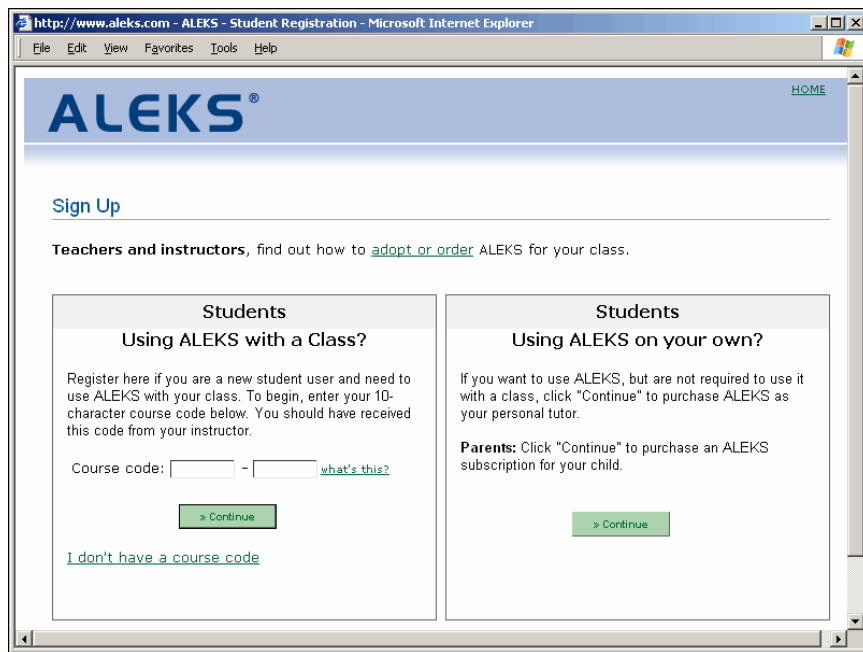 http://www.aleks.com - ALEKS - Student Registration - Microsoft Internet Explorer
File Edit View Favorites Tools Help
HOME
ALEKS®
Sign Up
Teachers and instructors, find out how to adopt or order ALEKS for your class.
Students
Using ALEKS with a Class?
Register here if you are a new student user and need to
use ALEKS with your class. To begin, enter your 10-
character course code below. You should have received
this code from your instructor.
Course code: - what's this?
» Continue
I don't have a course code
Students
Using ALEKS on your own?
If you want to use ALEKS, but are not required to use it
with a class, click "Continue" to purchase ALEKS as
your personal tutor.
Parents: Click "Continue" to purchase an ALEKS
subscription for your child.
» Continue